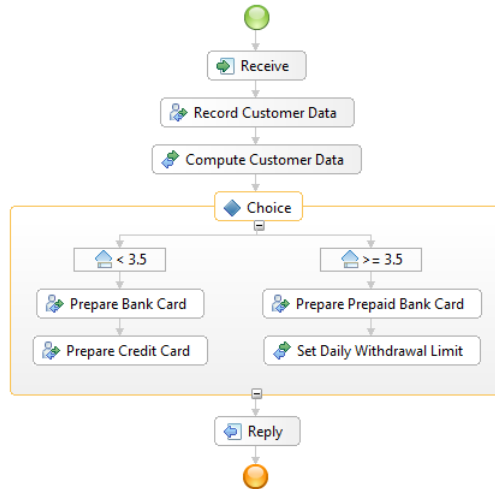 Receive
Record Customer Data
Compute Customer Data
Choice
< 3.5
>= 3.5
Prepare Bank Card
Prepare Prepaid Bank Card
Prepare Credit Card
Set Daily Withdrawal Limit
Reply